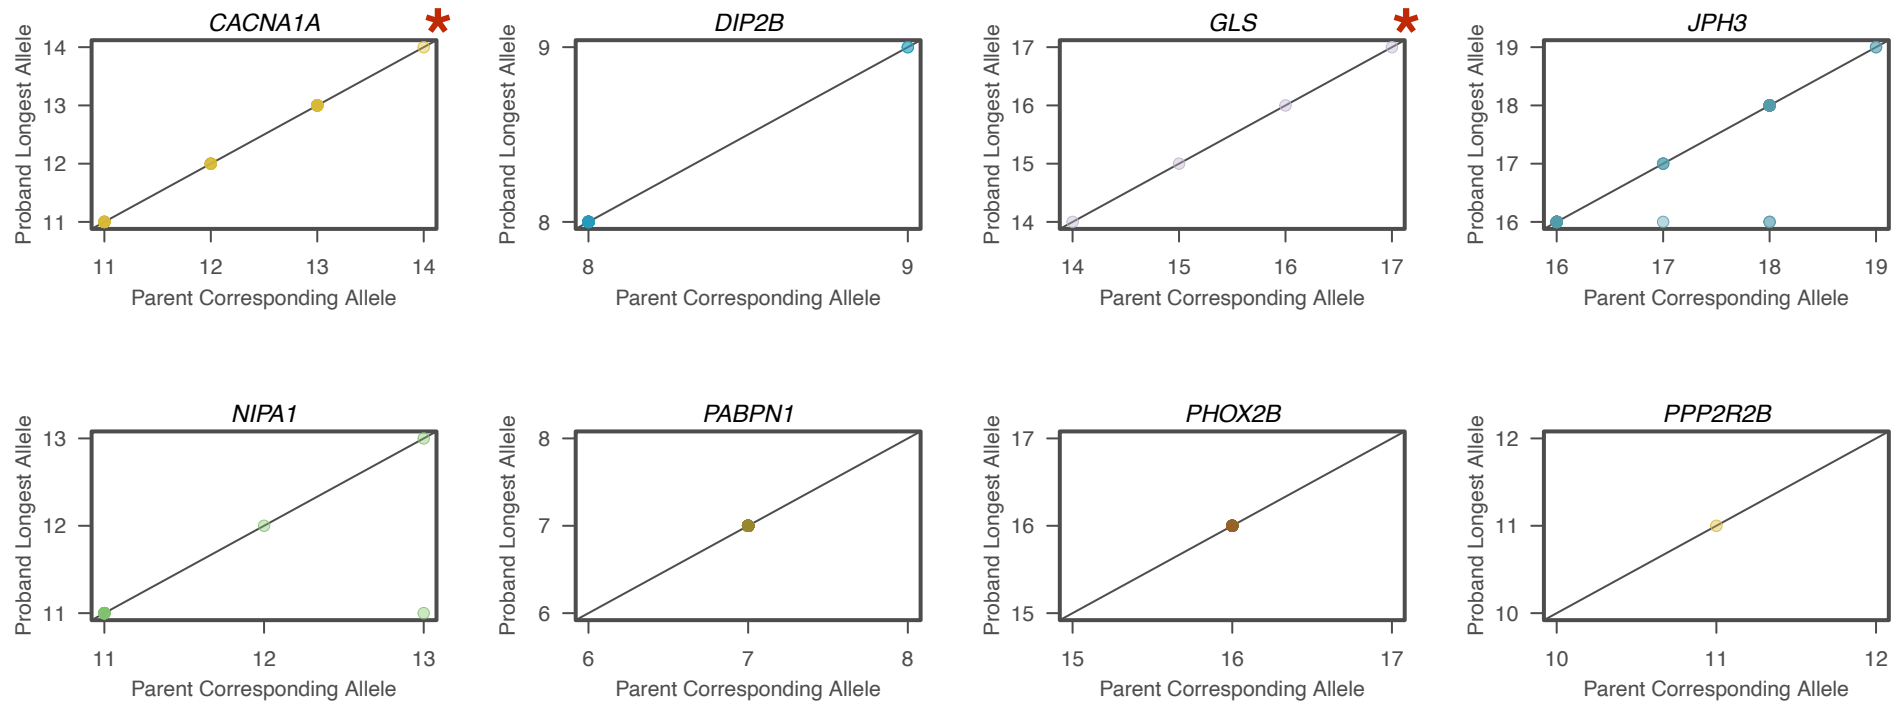 CACNA1A *
Proband Longest Allele
14
13
12
11
11 12 13 14
Parent Corresponding Allele
DIP2B
Proband Longest Allele
9
8
8 9
Parent Corresponding Allele
GLS *
Proband Longest Allele
17
16
15
14
14 15 16 17
Parent Corresponding Allele
JPH3
Proband Longest Allele
19
18
17
16
16 17 18 19
Parent Corresponding Allele
NIPA1
Proband Longest Allele
13
12
11
11 12 13
Parent Corresponding Allele
PABPN1
Proband Longest Allele
8
7
6
6 7 8
Parent Corresponding Allele
PHOX2B
Proband Longest Allele
17
16
15
15 16 17
Parent Corresponding Allele
PPP2R2B
Proband Longest Allele
12
11
10
10 11 12
Parent Corresponding Allele